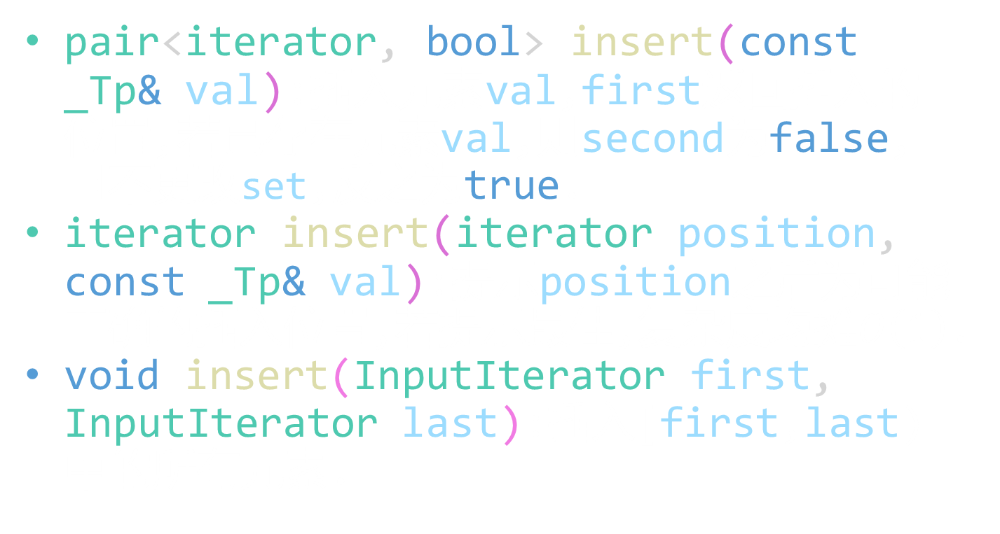 • pair<iterator, bool> insert(const
_Tp& val) val first
val second false
set true
• iterator insert(iterator position,
const _Tp& val) position
• void insert(InputIterator first,
InputIterator last) first last